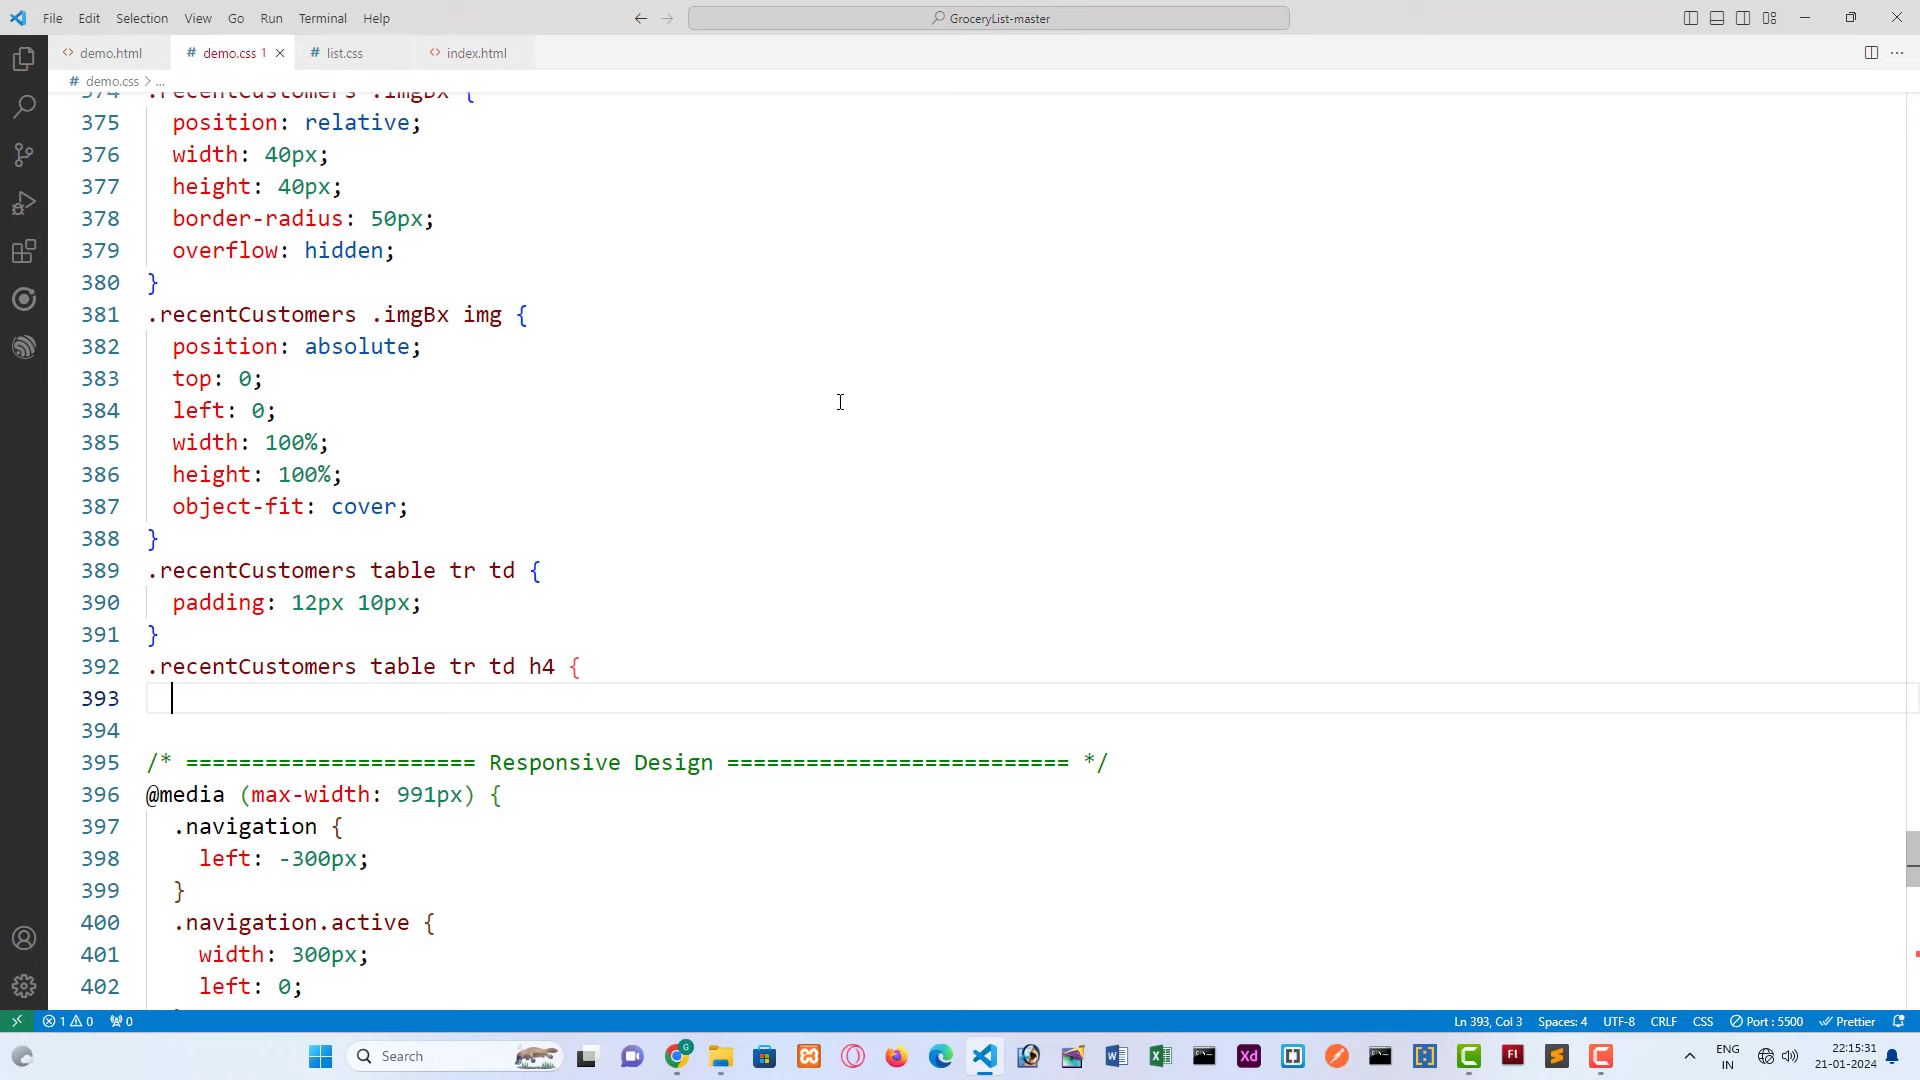 File Edit Selection View Go Run Terminal Help
GroceryList-master
demo.html
demo.css 1
list.css
index.html
demo.css > ...
374 .recentCustomers .imgBx {
375 position: relative;
376 width: 40px;
377 height: 40px;
378 border-radius: 50px;
379 overflow: hidden;
380 }
381 .recentCustomers .imgBx img {
382 position: absolute;
383 top: 0;
384 left: 0;
385 width: 100%;
386 height: 100%;
387 object-fit: cover;
388 }
389 .recentCustomers table tr td {
390 padding: 12px 10px;
391 }
392 .recentCustomers table tr td h4 {
393
394
395 /* ====================== Responsive Design ========================== */
396 @media (max-width: 991px) {
397 .navigation {
398 left: -300px;
399 }
400 .navigation.active {
401 width: 300px;
402 left: 0;
1 0 0 Ln 393, Col 3 Spaces: 4 UTF-8 CRLF CSS Port : 5500 Prettier
Search
G
Xd
Fl
ENG
IN
22:15:31
21-01-2024